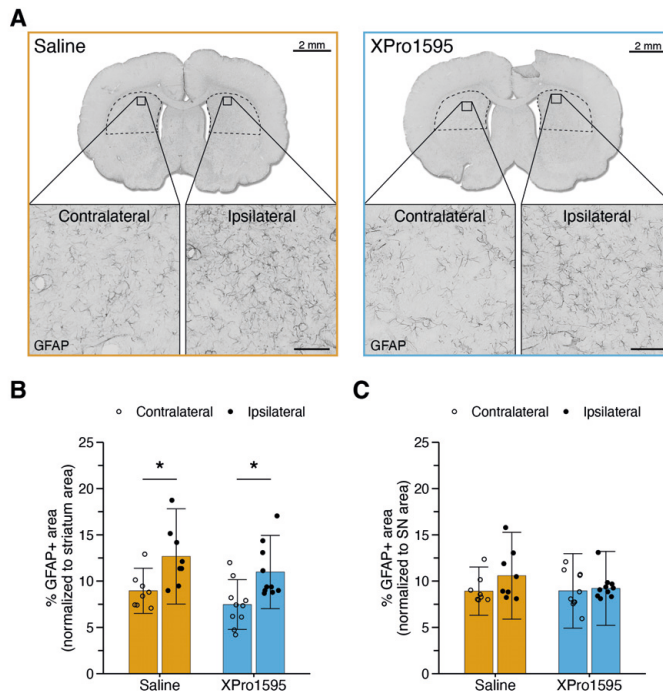 A
Saline
2 mm
XPro1595
2 mm
Contralateral
Ipsilateral
GFAP
Contralateral
Ipsilateral
GFAP
B
Contralateral
Ipsilateral
% GFAP+ area
(normalized to striatum area)
25
20
15
10
5
0
*
*
Saline
XPro1595
C
Contralateral
Ipsilateral
% GFAP+ area
(normalized to SN area)
25
20
15
10
5
0
Saline
XPro1595